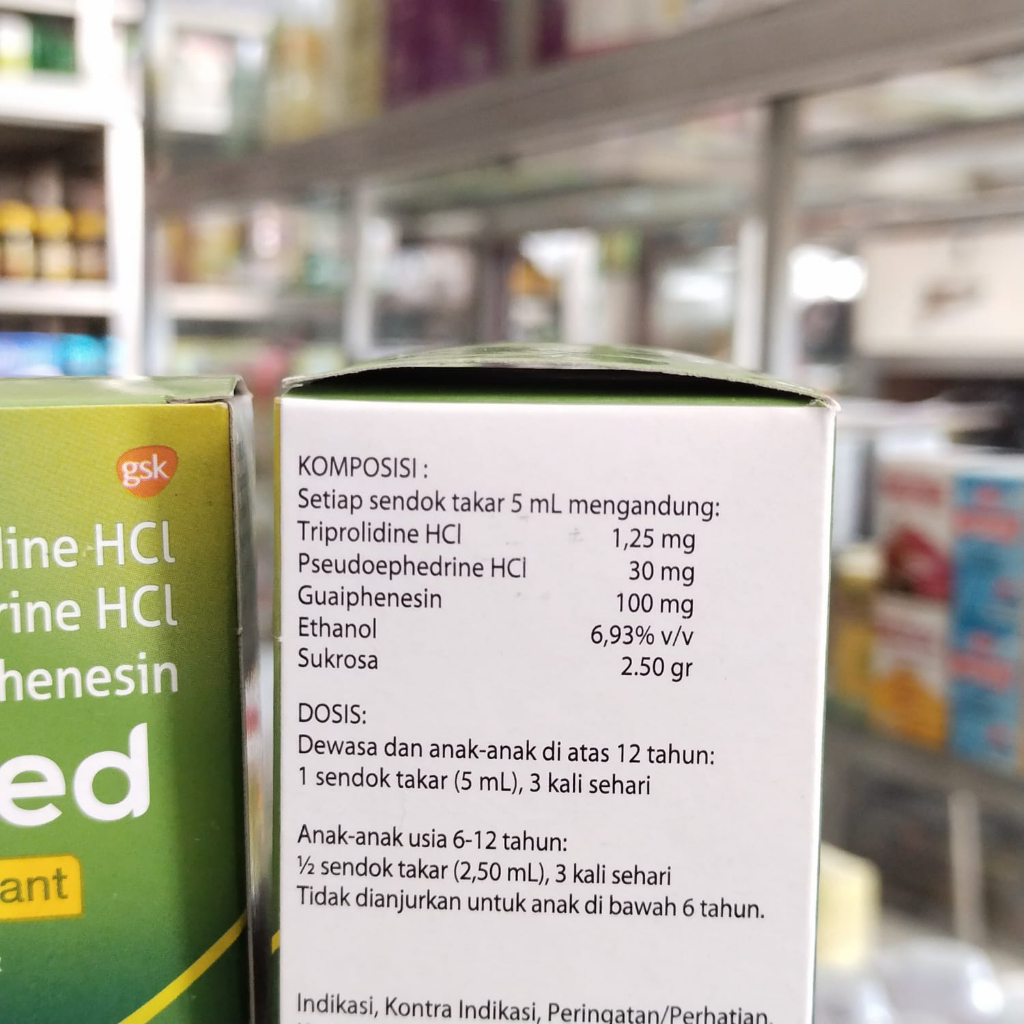 gsk
line HCl
rine HCl
henesin
ed
ant
KOMPOSISI :
Setiap sendok takar 5 mL mengandung:
Triprolidine HCl 1,25 mg
Pseudoephedrine HCl 30 mg
Guaiphenesin 100 mg
Ethanol 6,93% v/v
Sukrosa 2.50 gr
DOSIS:
Dewasa dan anak-anak di atas 12 tahun:
1 sendok takar (5 mL), 3 kali sehari
Anak-anak usia 6-12 tahun:
½ sendok takar (2,50 mL), 3 kali sehari
Tidak dianjurkan untuk anak di bawah 6 tahun.
Indikasi, Kontra Indikasi, Peringatan/Perhatian,